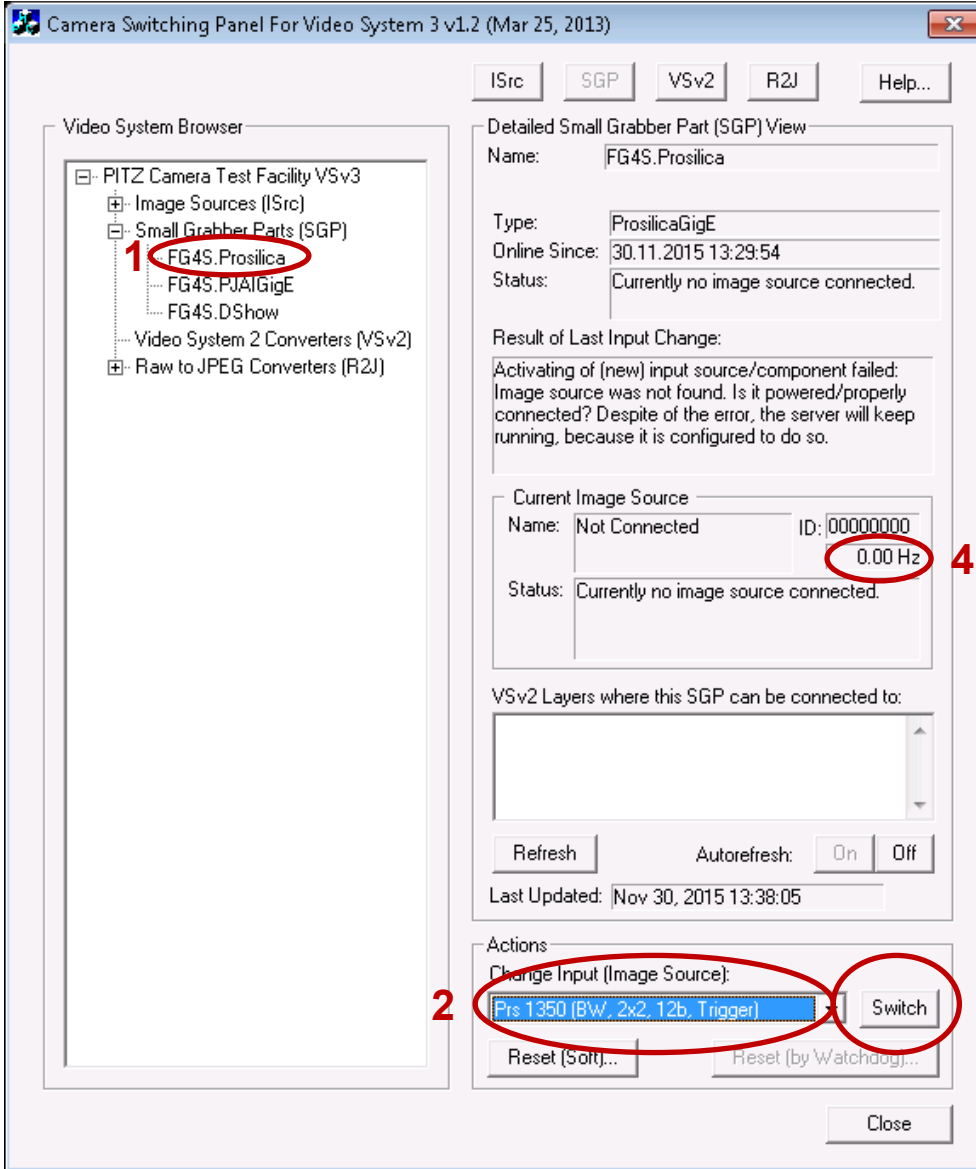 Camera Switching Panel For Video System 3 v1.2 (Mar 25, 2013)
ISrc SGP VSv2 R2J Help...
Video System Browser
PITZ Camera Test Facility VSv3
Image Sources (ISrc)
Small Grabber Parts (SGP)
1 FG4S.Prosilica
FG4S.PJAIGigE
FG4S.DShow
Video System 2 Converters (VSv2)
Raw to JPEG Converters (R2J)
Detailed Small Grabber Part (SGP) View
Name: FG4S.Prosilica
Type: ProsilicaGigE
Online Since: 30.11.2015 13:29:54
Status: Currently no image source connected.
Result of Last Input Change:
Activating of (new) input source/component failed:
Image source was not found. Is it powered/properly
connected? Despite of the error, the server will keep
running, because it is configured to do so.
Current Image Source
Name: Not Connected ID: 00000000
0.00 Hz 4
Status: Currently no image source connected.
VSv2 Layers where this SGP can be connected to:
Refresh Autorefresh: On Off
Last Updated: Nov 30, 2015 13:38:05
Actions
Change Input (Image Source):
2 Prs 1350 (BW, 2x2, 12b, Trigger) Switch
Reset (Soft)... Reset (by Watchdog)...
Close